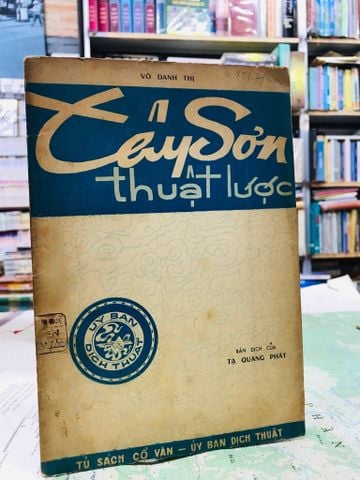 VÔ DANH THỊ
Tây Sơn
thuật lược
ỦY BAN
DỊCH THUẬT
BẢN DỊCH CỦA
TẠ QUANG PHÁT
TỦ SÁCH CỔ VĂN – ỦY BAN DỊCH THUẬT